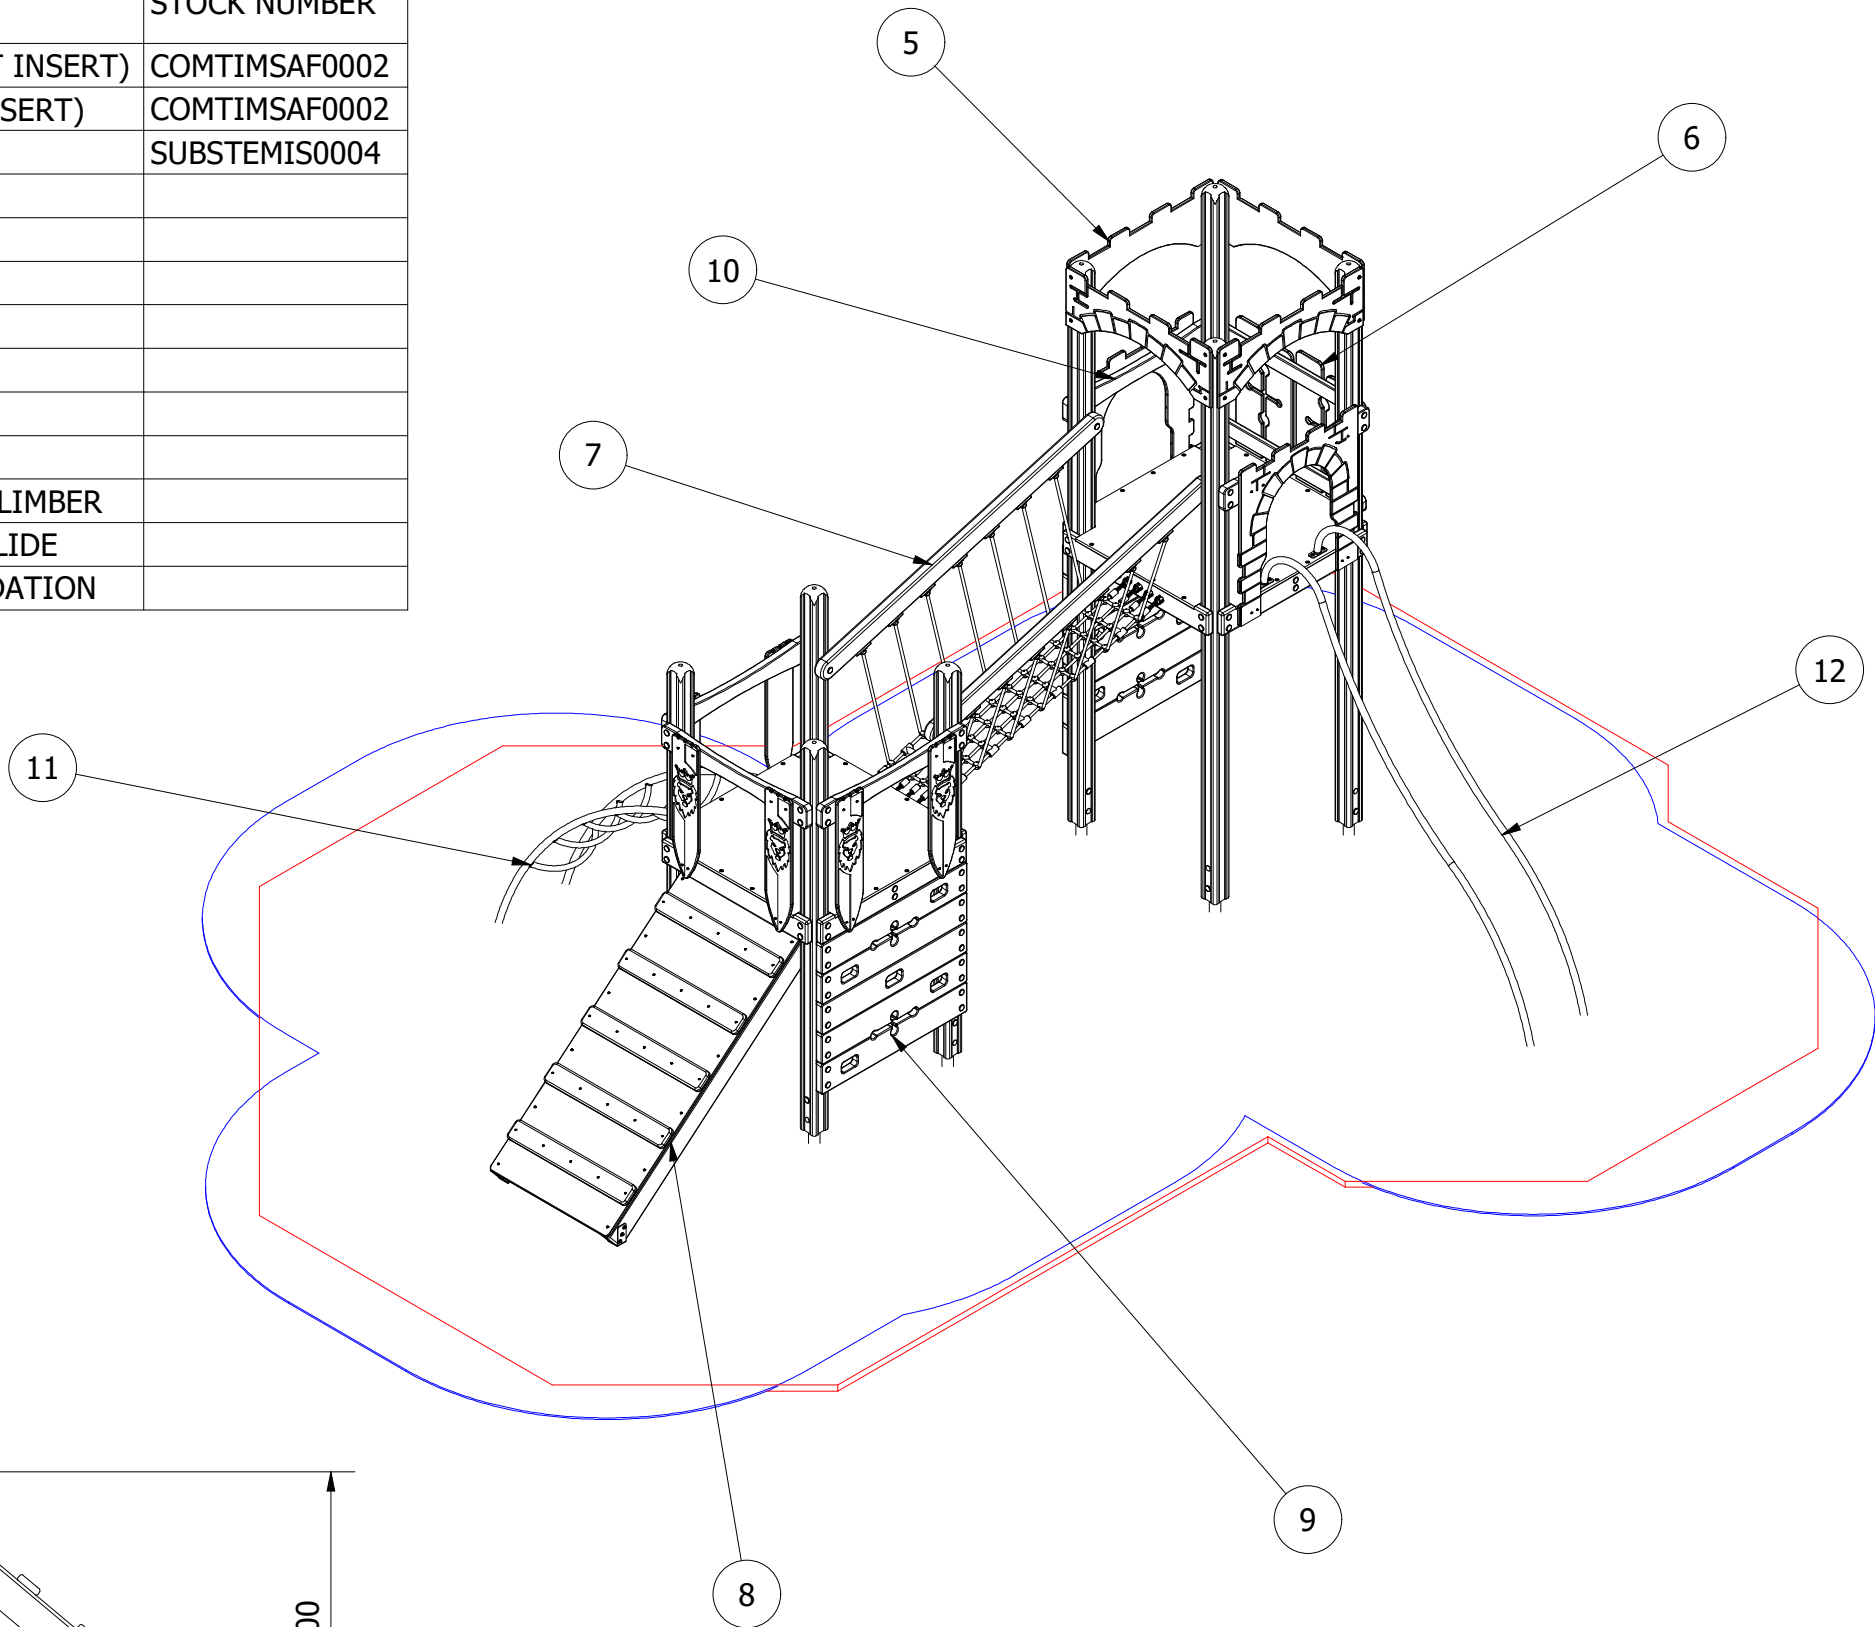 STOCK NUMBER
T INSERT) COMTIMSAF0002
SERT) COMTIMSAF0002
SUBSTEMIS0004
LIMBER
LIDE
DATION
5
6
10
7
12
11
9
8
00